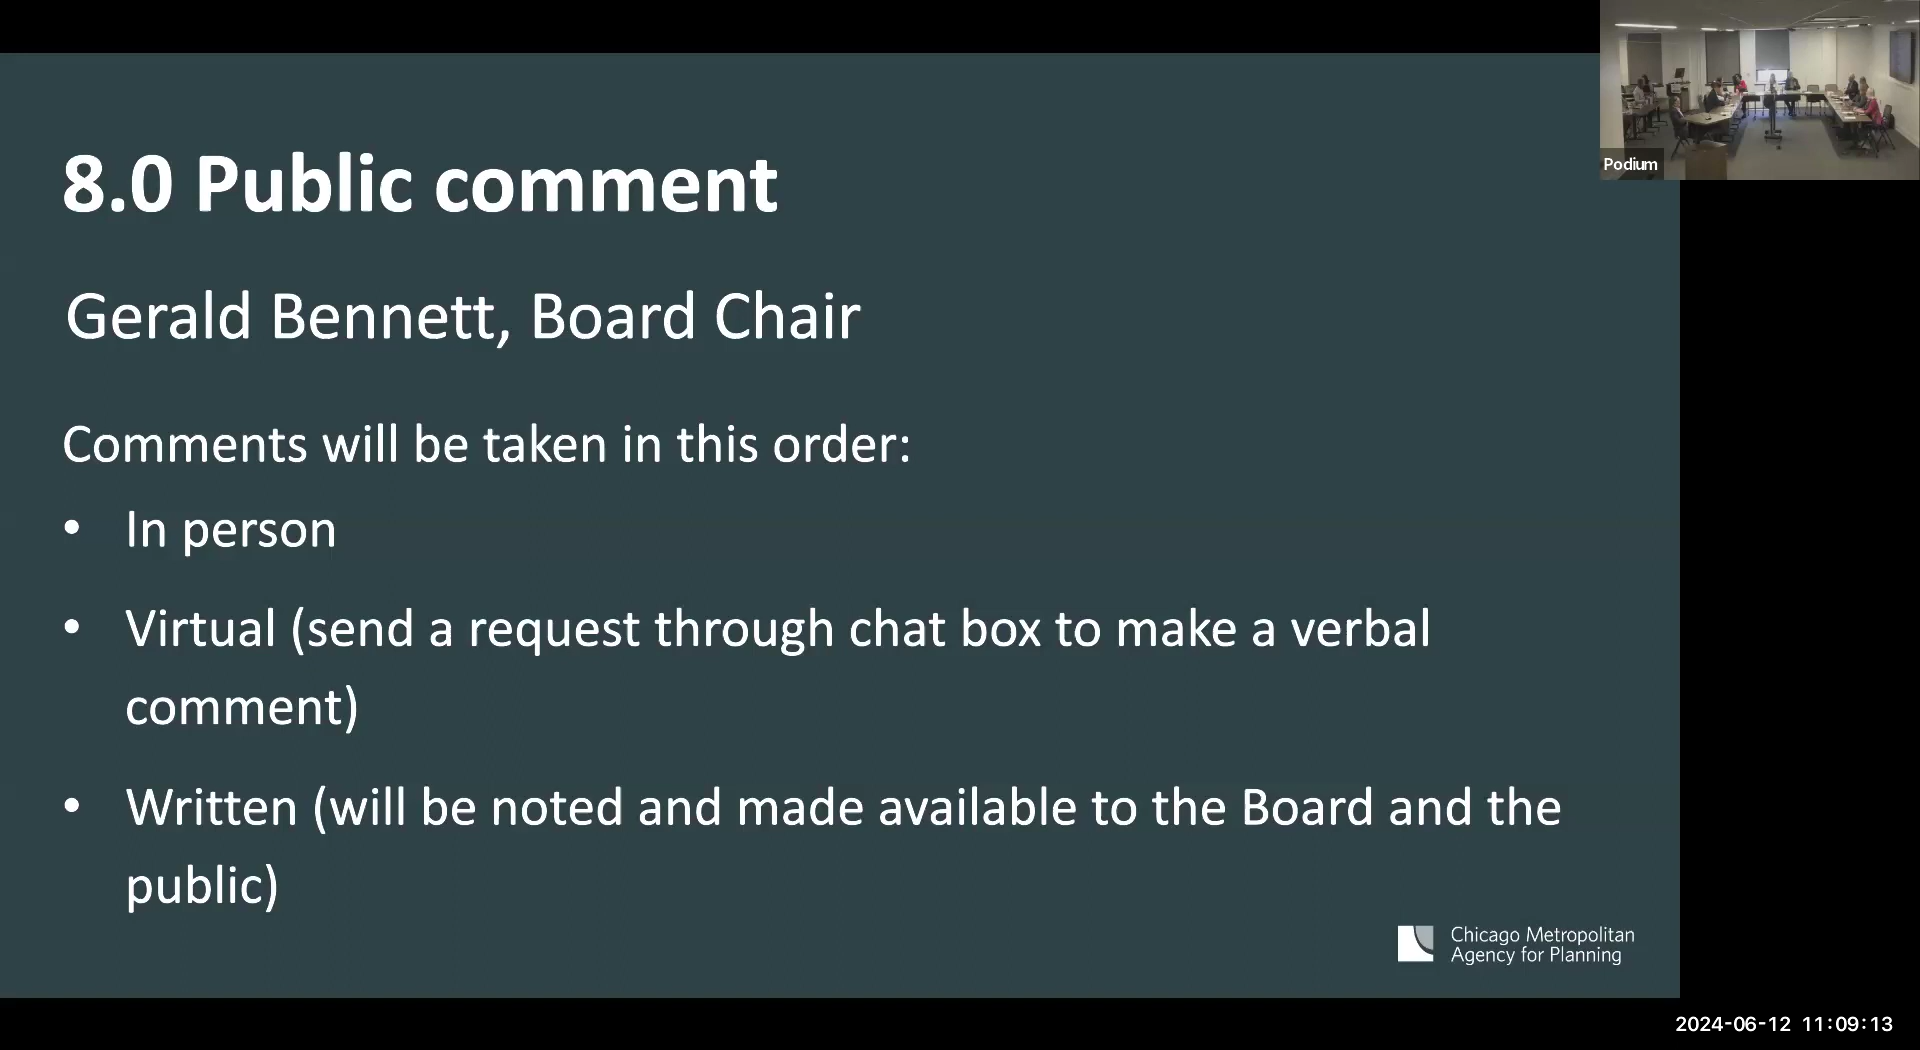 8.0 Public comment
Gerald Bennett, Board Chair
Comments will be taken in this order:
• In person
• Virtual (send a request through chat box to make a verbal
comment)
• Written (will be noted and made available to the Board and the
public)
Chicago Metropolitan
Agency for Planning
Podium
2024-06-12 11:09:13